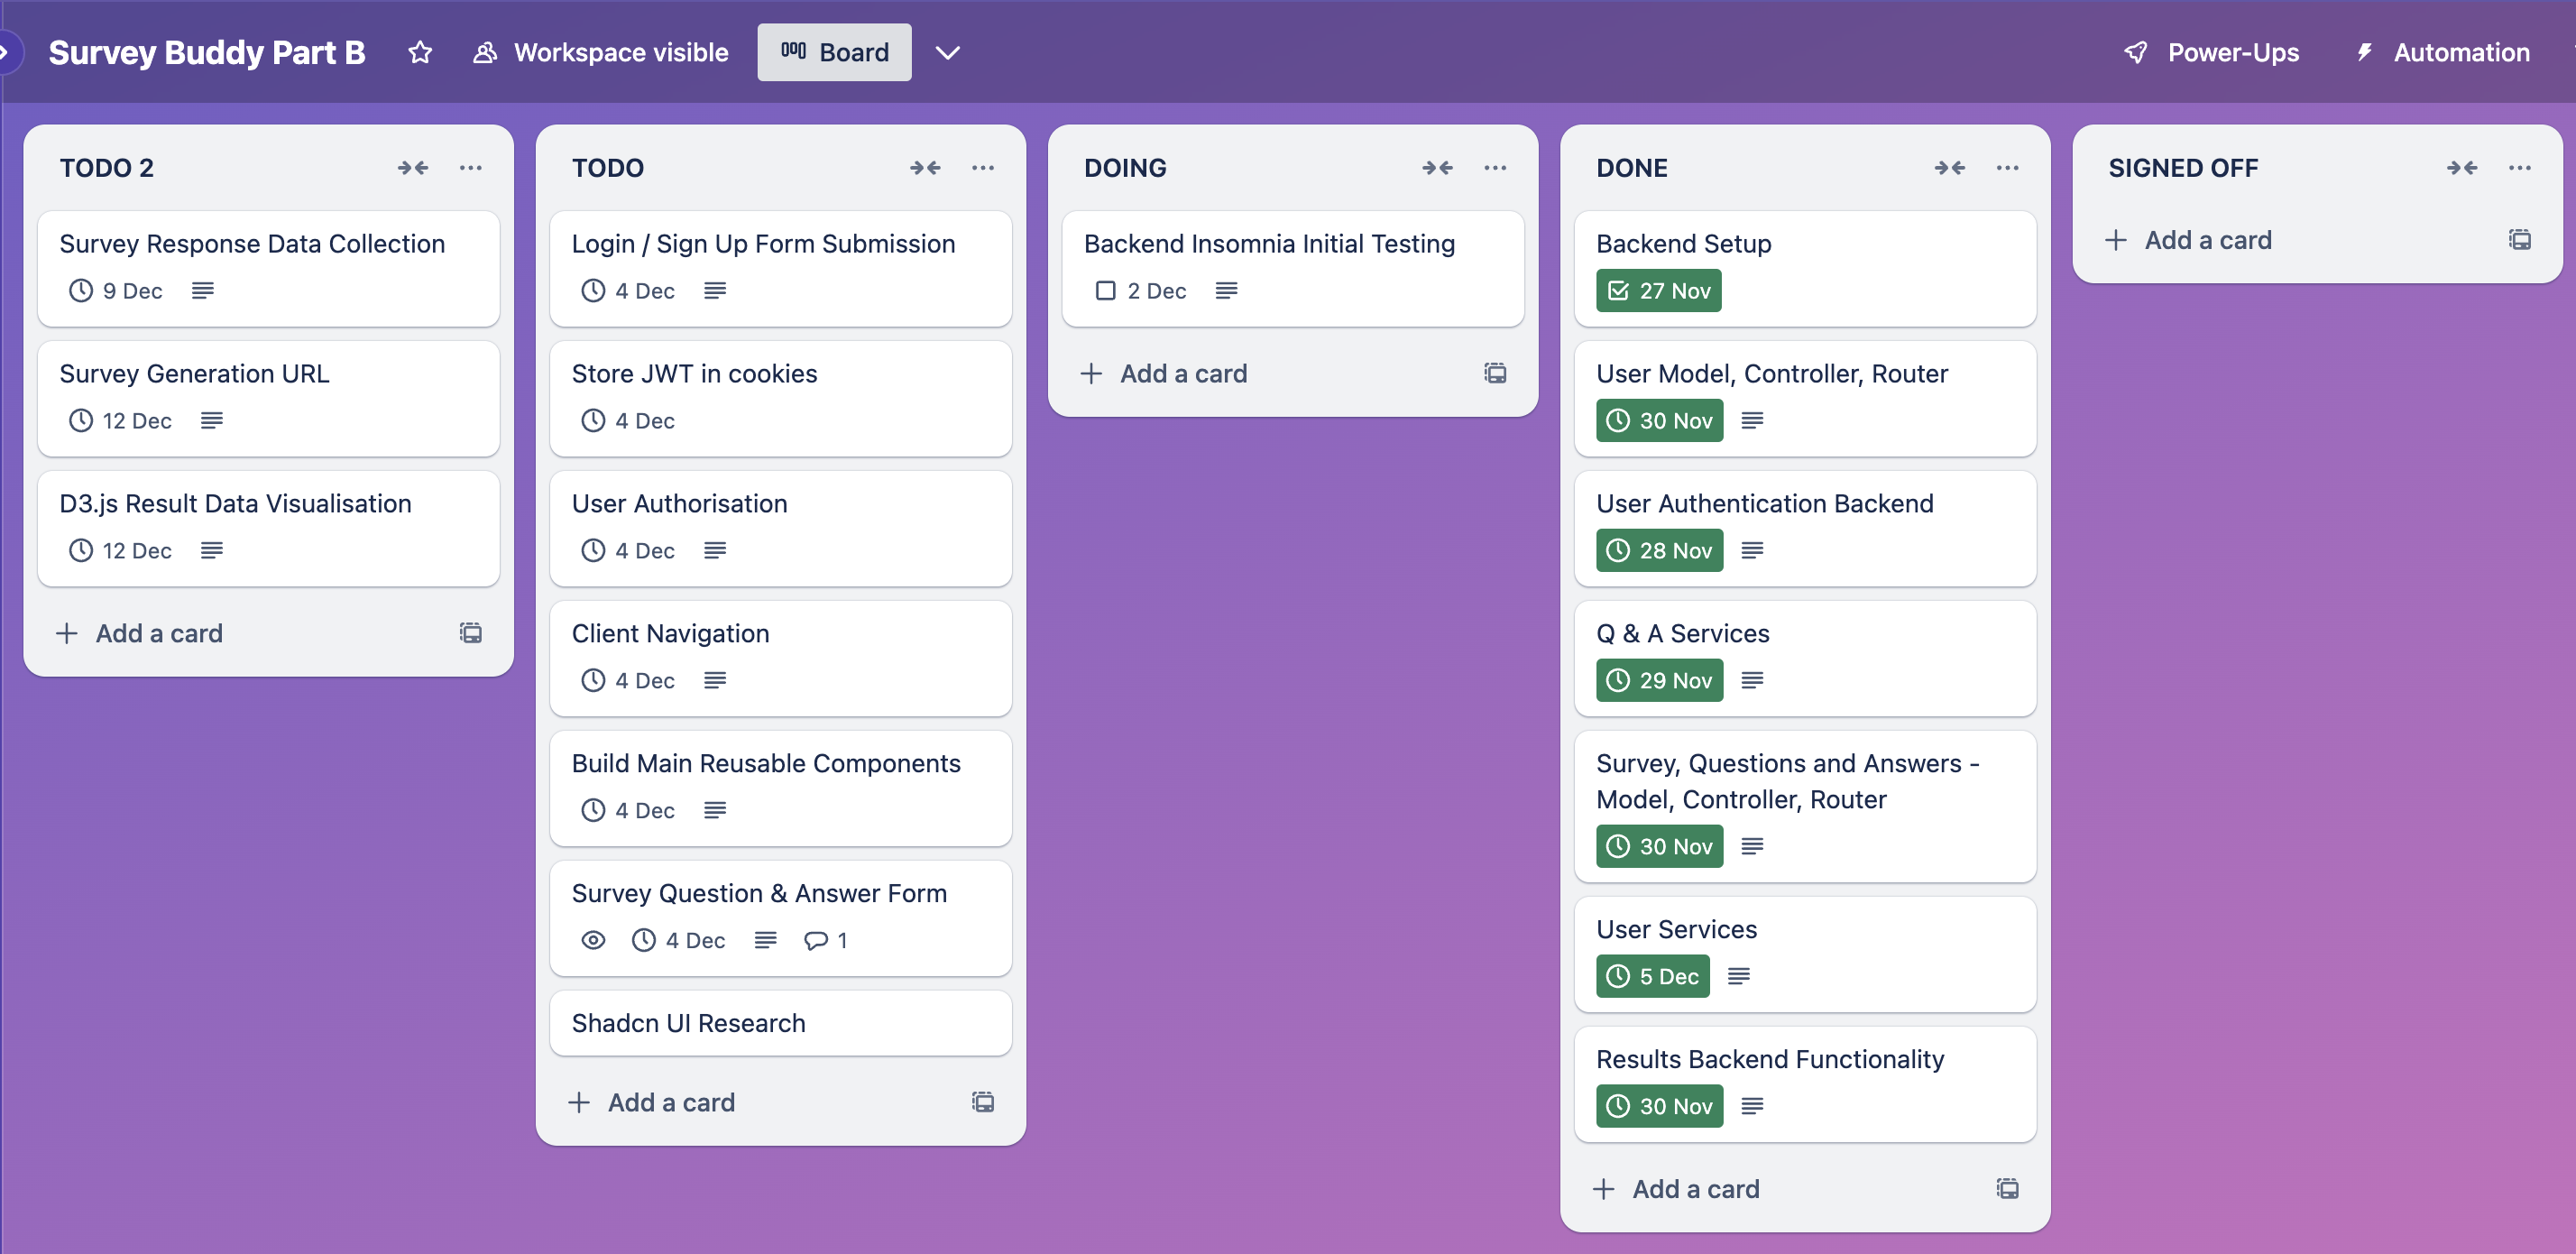 Survey Buddy Part B
Workspace visible
Board
Power-Ups
Automation
TODO 2
Survey Response Data Collection
9 Dec
Survey Generation URL
12 Dec
D3.js Result Data Visualisation
12 Dec
Add a card
TODO
Login / Sign Up Form Submission
4 Dec
Store JWT in cookies
4 Dec
User Authorisation
4 Dec
Client Navigation
4 Dec
Build Main Reusable Components
4 Dec
Survey Question & Answer Form
4 Dec 1
Shadcn UI Research
Add a card
DOING
Backend Insomnia Initial Testing
2 Dec
Add a card
DONE
Backend Setup
27 Nov
User Model, Controller, Router
30 Nov
User Authentication Backend
28 Nov
Q & A Services
29 Nov
Survey, Questions and Answers -
Model, Controller, Router
30 Nov
User Services
5 Dec
Results Backend Functionality
30 Nov
Add a card
SIGNED OFF
Add a card